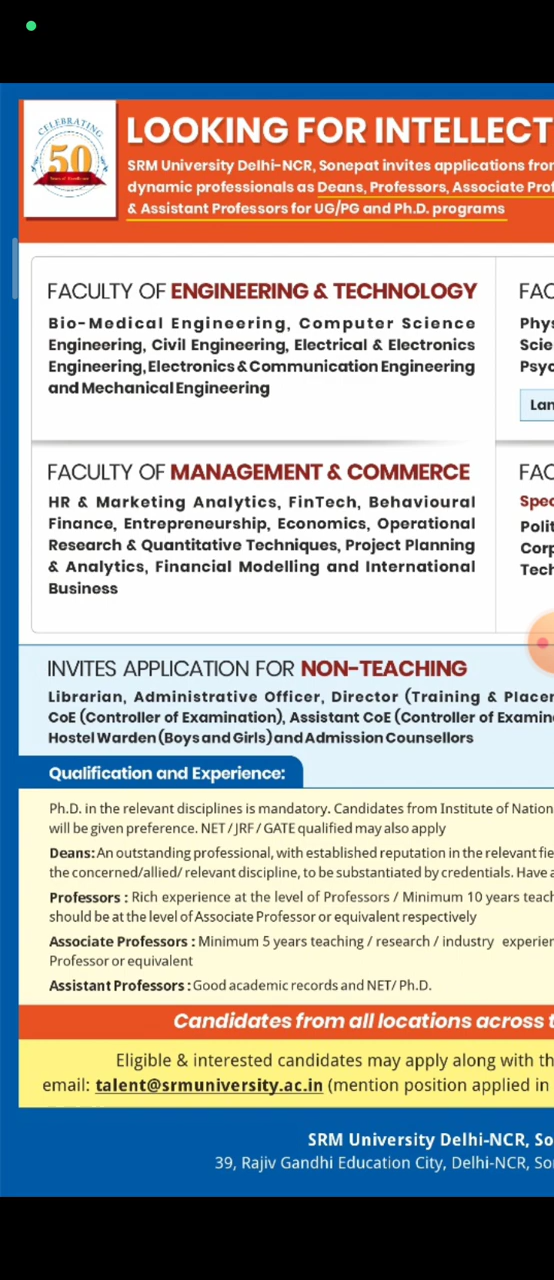 CELEBRATING
50
LOOKING FOR INTELLECT
SRM University Delhi-NCR, Sonepat invites applications from
dynamic professionals as Deans, Professors, Associate Prof
& Assistant Professors for UG/PG and Ph.D. programs
FACULTY OF ENGINEERING & TECHNOLOGY
Bio-Medical Engineering, Computer Science
Engineering, Civil Engineering, Electrical & Electronics
Engineering, Electronics & Communication Engineering
and Mechanical Engineering
FAC
Phys
Scie
Psyc
Lan
FACULTY OF MANAGEMENT & COMMERCE
HR & Marketing Analytics, FinTech, Behavioural
Finance, Entrepreneurship, Economics, Operational
Research & Quantitative Techniques, Project Planning
& Analytics, Financial Modelling and International
Business
FAC
Spec
Polit
Corp
Tech
INVITES APPLICATION FOR NON-TEACHING
Librarian, Administrative Officer, Director (Training & Placer
CoE (Controller of Examination), Assistant CoE (Controller of Examin
Hostel Warden (Boys and Girls) and Admission Counsellors
Qualification and Experience:
Ph.D. in the relevant disciplines is mandatory. Candidates from Institute of Nation
will be given preference. NET / JRF / GATE qualified may also apply
Deans: An outstanding professional, with established reputation in the relevant fie
the concerned/allied/ relevant discipline, to be substantiated by credentials. Have a
Professors : Rich experience at the level of Professors / Minimum 10 years teach
should be at the level of Associate Professor or equivalent respectively
Associate Professors : Minimum 5 years teaching / research / industry experien
Professor or equivalent
Assistant Professors : Good academic records and NET/ Ph.D.
Candidates from all locations across t
Eligible & interested candidates may apply along with th
email: talent@srmuniversity.ac.in (mention position applied in
SRM University Delhi-NCR, So
39, Rajiv Gandhi Education City, Delhi-NCR, So